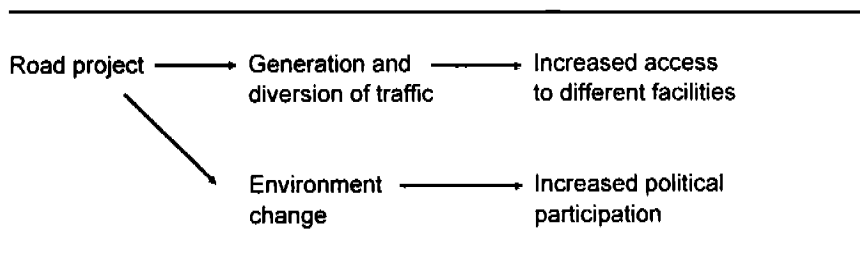 Road project
Generation and
diversion of traffic
Increased access
to different facilities
Environment
change
Increased political
participation